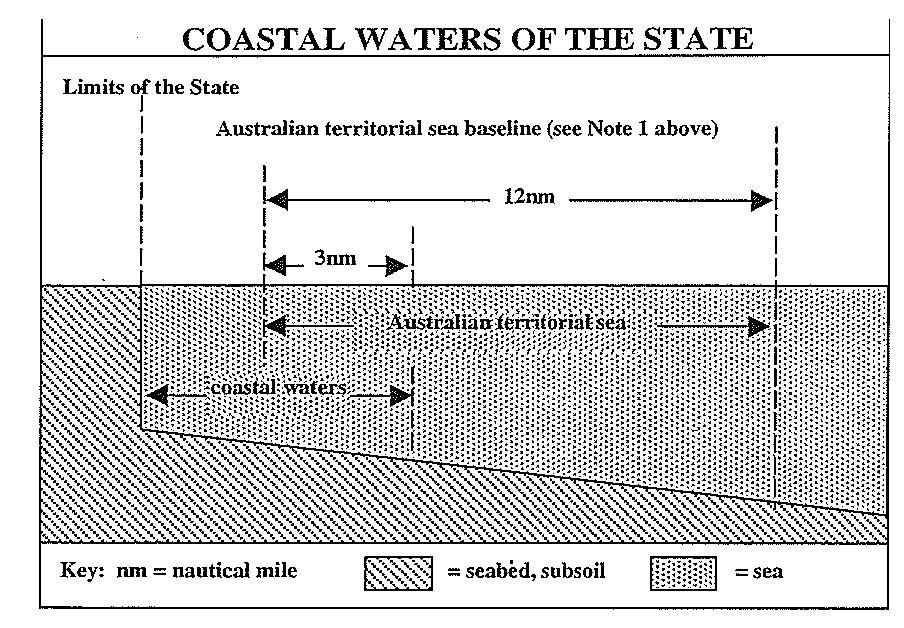 COASTAL WATERS OF THE STATE
Limits of the State
Australian territorial sea baseline (see Note 1 above)
12nm
3nm
Australian territorial sea
coastal waters
Key: nm = nautical mile
= seabed, subsoil
= sea